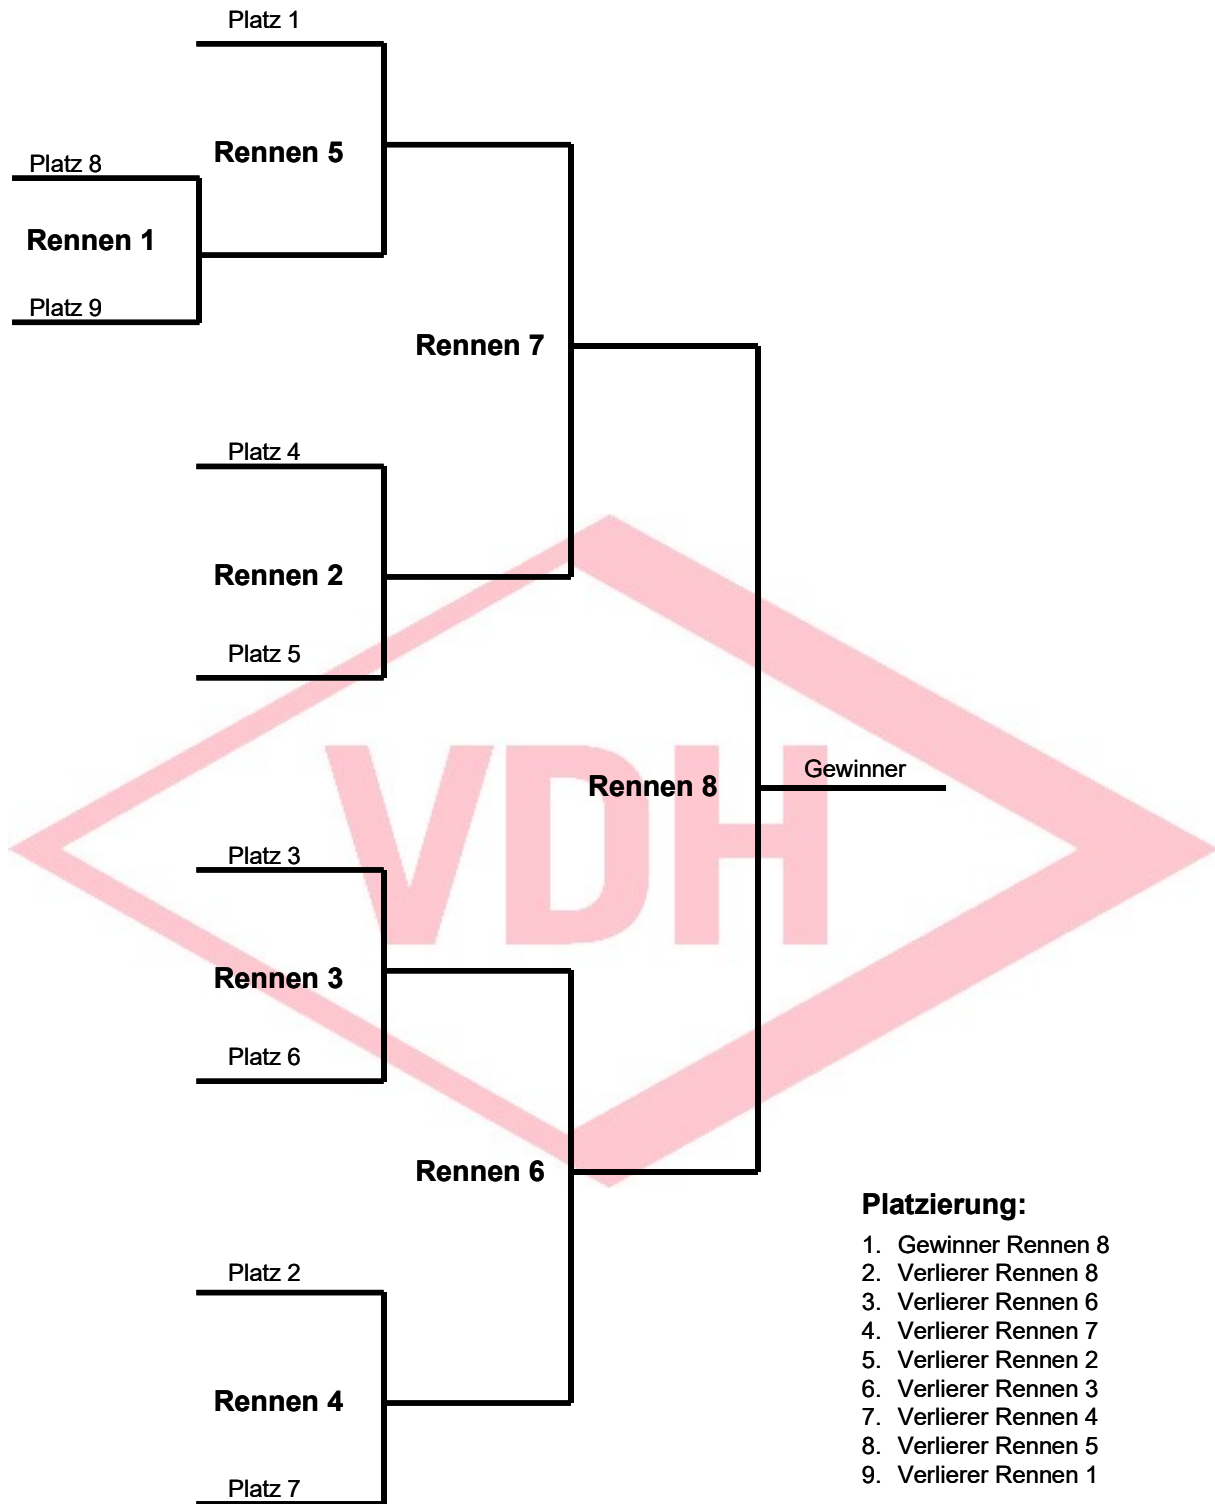 Platz 1
Rennen 5
Platz 8
Rennen 1
Platz 9
Rennen 7
Platz 4
Rennen 2
Platz 5
VDH
Gewinner
Rennen 8
Platz 3
Rennen 3
Platz 6
Rennen 6
Platz 2
Rennen 4
Platz 7
Platzierung:
1. Gewinner Rennen 8
2. Verlierer Rennen 8
3. Verlierer Rennen 6
4. Verlierer Rennen 7
5. Verlierer Rennen 2
6. Verlierer Rennen 3
7. Verlierer Rennen 4
8. Verlierer Rennen 5
9. Verlierer Rennen 1